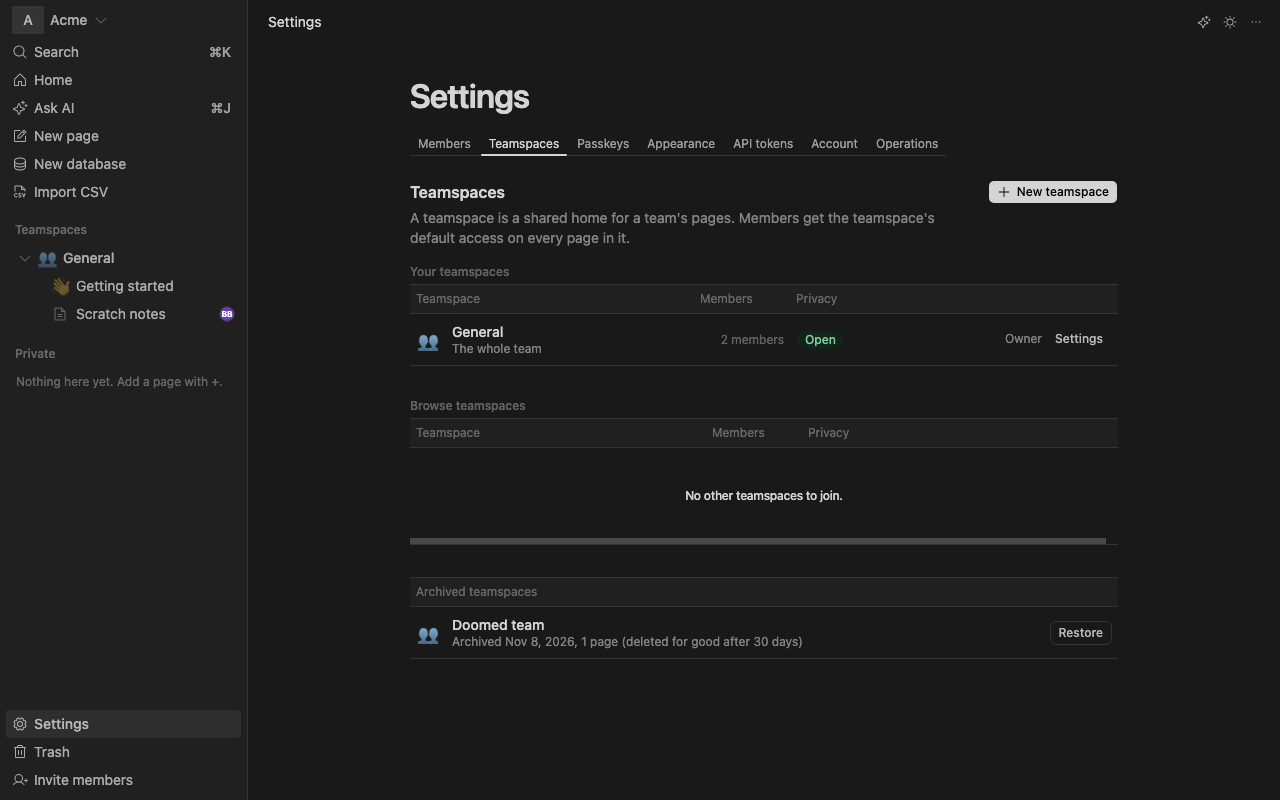 A Acme
Settings
Search ⌘K
Home
Ask AI ⌘J
New page
New database
CSV Import CSV
Teamspaces
General
Getting started
Scratch notes BB
Private
Nothing here yet. Add a page with +.
Settings
Trash
Invite members
Settings
Members Teamspaces Passkeys Appearance API tokens Account Operations
Teamspaces
New teamspace
A teamspace is a shared home for a team's pages. Members get the teamspace's
default access on every page in it.
Your teamspaces
Teamspace Members Privacy
General
The whole team
2 members Open Owner Settings
Browse teamspaces
Teamspace Members Privacy
No other teamspaces to join.
Archived teamspaces
Doomed team
Archived Nov 8, 2026, 1 page (deleted for good after 30 days)
Restore